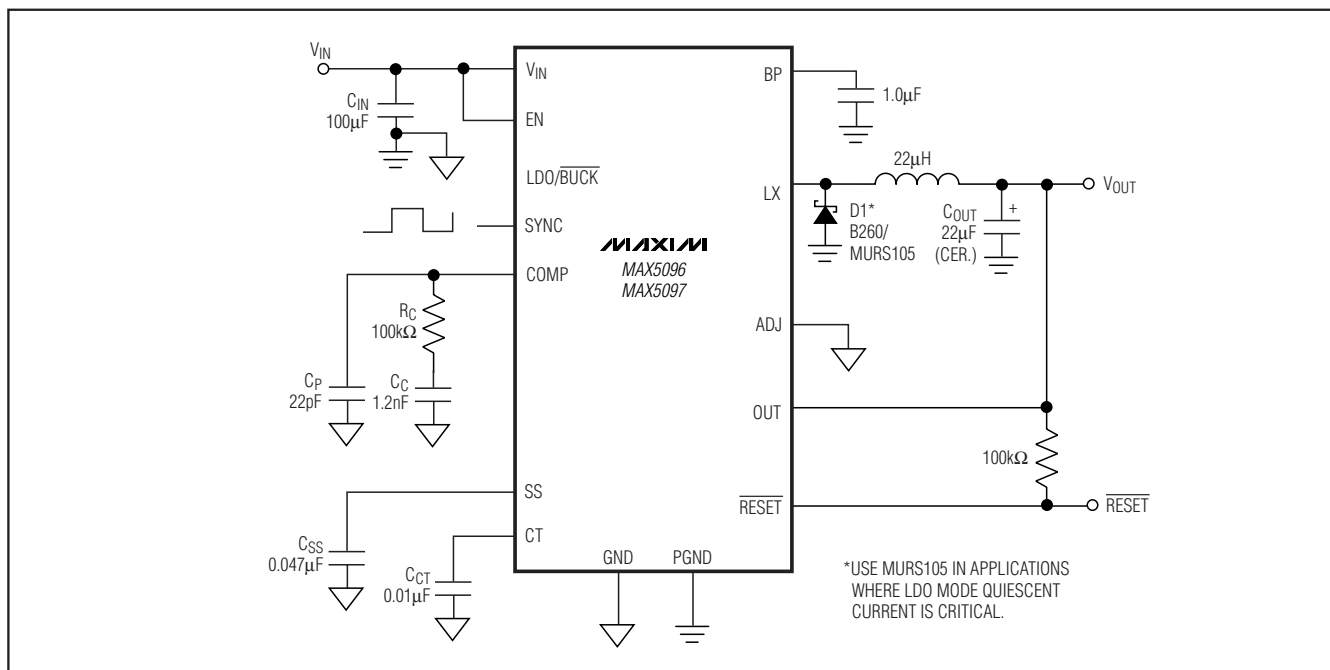 VIN
CIN
100µF
VIN
EN
LDO/BUCK
SYNC
COMP
RC
100kΩ
CP
22pF
CC
1.2nF
SS
CT
CSS
0.047µF
CCT
0.01µF
MAXIM
MAX5096
MAX5097
GND
PGND
BP
1.0µF
LX
22µH
VOUT
D1*
B260/
MURS105
COUT
22µF
(CER.)
+
ADJ
OUT
100kΩ
RESET
RESET
*USE MURS105 IN APPLICATIONS
WHERE LDO MODE QUIESCENT
CURRENT IS CRITICAL.